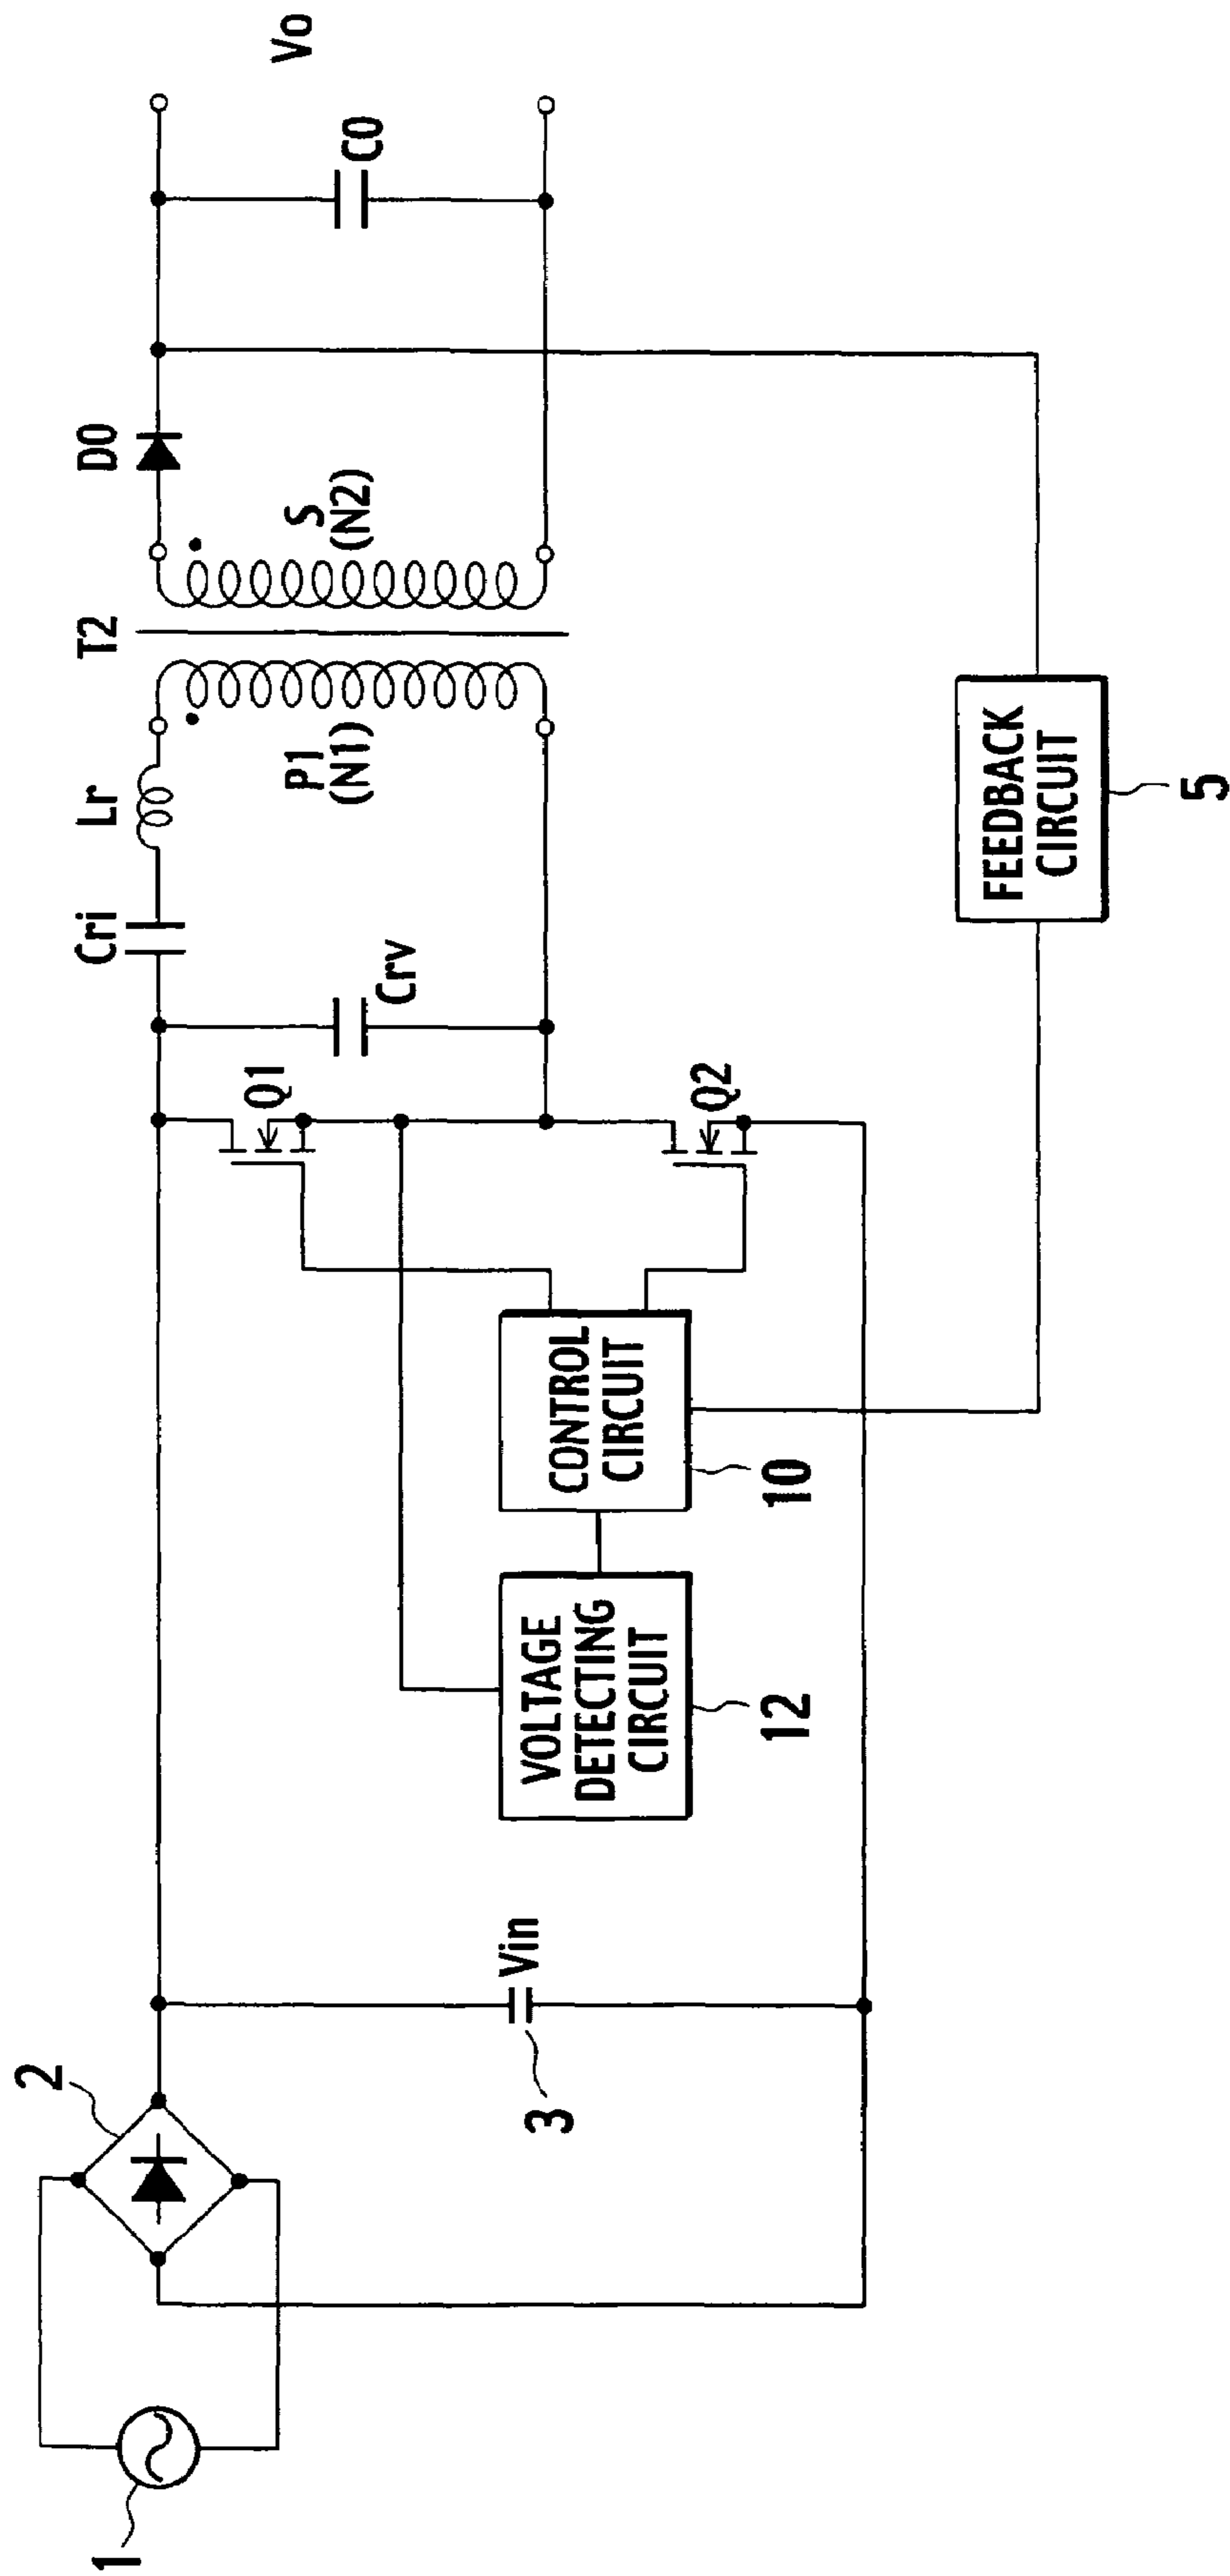 1
2
3
Vin
VOLTAGE
DETECTING
CIRCUIT
12
CONTROL
CIRCUIT
10
Q1
Q2
Crv
Cri
Lr
P1
(N1)
T2
S
(N2)
D0
C0
Vo
FEEDBACK
CIRCUIT
5